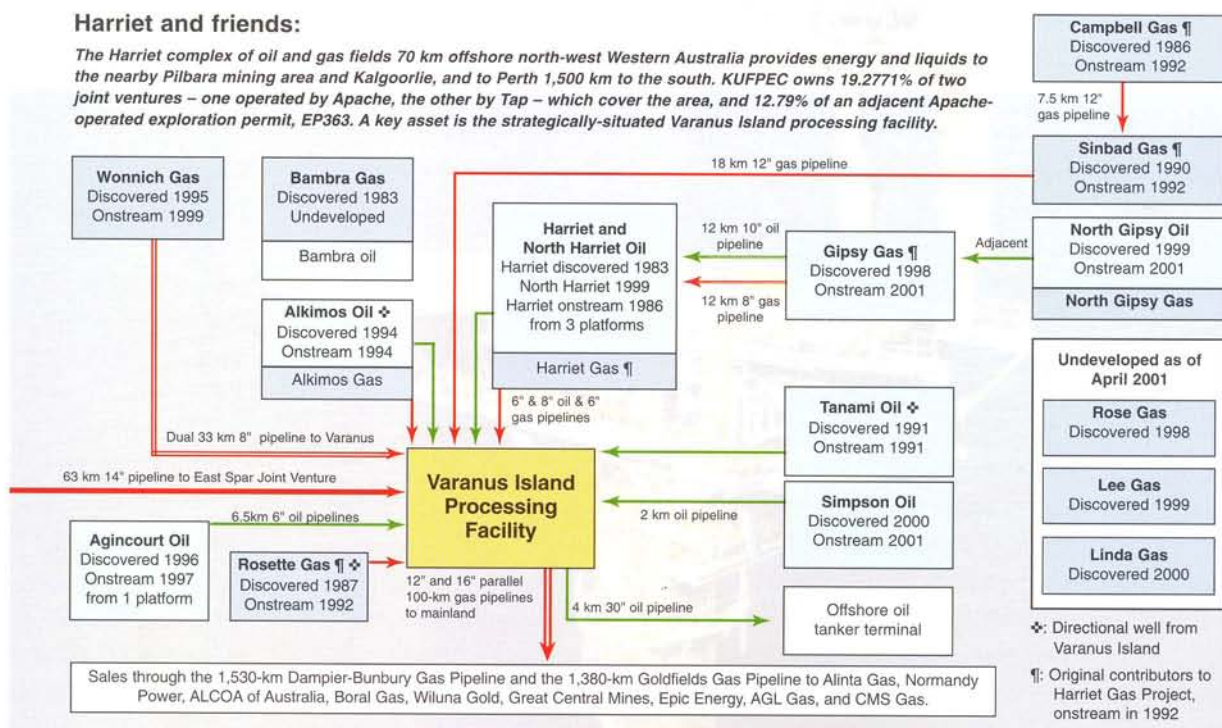 Harriet and friends:
The Harriet complex of oil and gas fields 70 km offshore north-west Western Australia provides energy and liquids to
the nearby Pilbara mining area and Kalgoorlie, and to Perth 1,500 km to the south. KUFPEC owns 19.2771% of two
joint ventures – one operated by Apache, the other by Tap – which cover the area, and 12.79% of an adjacent Apache-
operated exploration permit, EP363. A key asset is the strategically-situated Varanus Island processing facility.
Campbell Gas ¶
Discovered 1986
Onstream 1992
7.5 km 12"
gas pipeline
Sinbad Gas ¶
Discovered 1990
Onstream 1992
18 km 12" gas pipeline
Wonnich Gas
Discovered 1995
Onstream 1999
Bambra Gas
Discovered 1983
Undeveloped
Bambra oil
Harriet and
North Harriet Oil
Harriet discovered 1983
North Harriet 1999
Harriet onstream 1986
from 3 platforms
Harriet Gas ¶
12 km 10" oil
pipeline
12 km 8" gas
pipeline
Gipsy Gas ¶
Discovered 1998
Onstream 2001
Adjacent
North Gipsy Oil
Discovered 1999
Onstream 2001
North Gipsy Gas
Alkimos Oil ✤
Discovered 1994
Onstream 1994
Alkimos Gas
6" & 8" oil & 6"
gas pipelines
Dual 33 km 8" pipeline to Varanus
63 km 14" pipeline to East Spar Joint Venture
6.5km 6" oil pipelines
Agincourt Oil
Discovered 1996
Onstream 1997
from 1 platform
Rosette Gas ¶ ✤
Discovered 1987
Onstream 1992
Varanus Island
Processing
Facility
Tanami Oil ✤
Discovered 1991
Onstream 1991
2 km oil pipeline
Simpson Oil
Discovered 2000
Onstream 2001
12" and 16" parallel
100-km gas pipelines
to mainland
4 km 30" oil pipeline
Offshore oil
tanker terminal
Undeveloped as of
April 2001
Rose Gas
Discovered 1998
Lee Gas
Discovered 1999
Linda Gas
Discovered 2000
✤: Directional well from
Varanus Island
¶: Original contributors to
Harriet Gas Project,
onstream in 1992
Sales through the 1,530-km Dampier-Bunbury Gas Pipeline and the 1,380-km Goldfields Gas Pipeline to Alinta Gas, Normandy
Power, ALCOA of Australia, Boral Gas, Wiluna Gold, Great Central Mines, Epic Energy, AGL Gas, and CMS Gas.